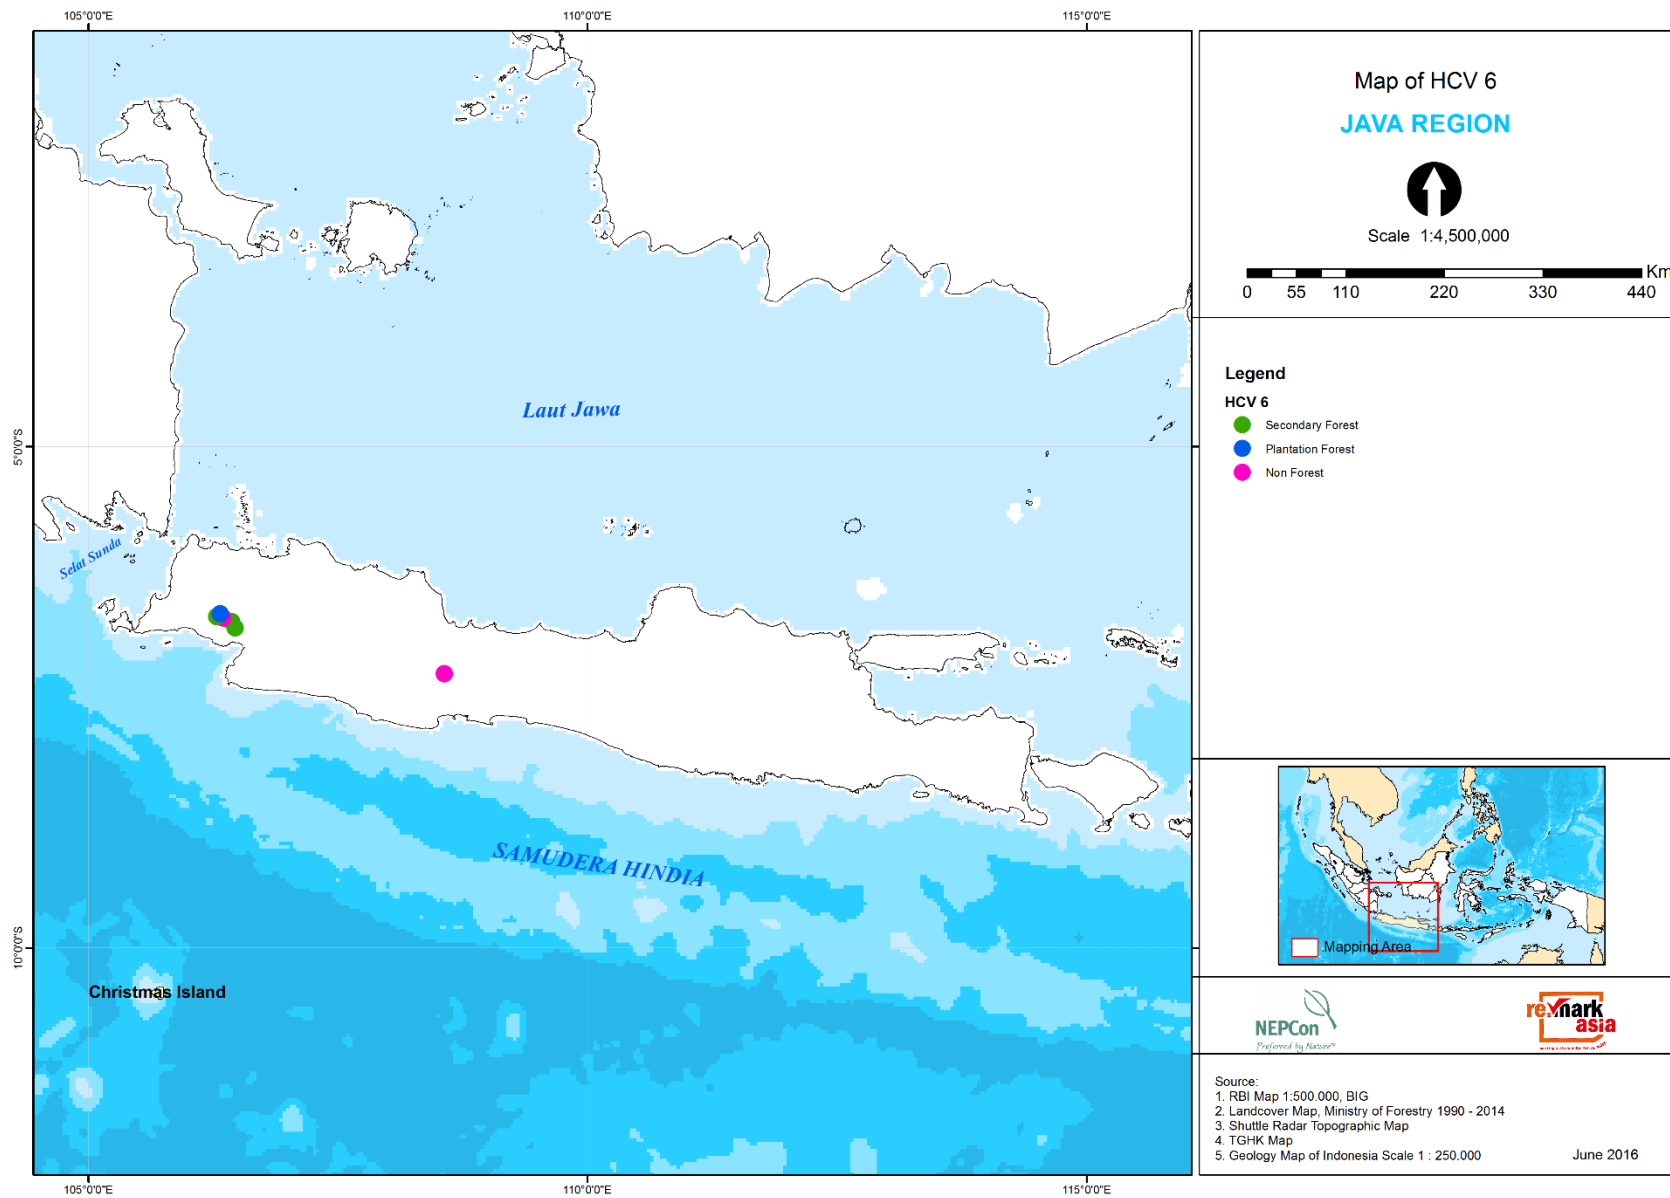 105°0'0"E 110°0'0"E 115°0'0"E
Map of HCV 6
JAVA REGION
Scale 1:4,500,000
Km
0 55 110 220 330 440
Legend
HCV 6
Secondary Forest
Plantation Forest
Non Forest
Laut Jawa
5°0'0"S
Selat Sunda
SAMUDERA HINDIA
10°0'0"S
Christmas Island
Mapping Area
NEPCon
Preferred by Nature™
re mark
asia
Source:
1. RBI Map 1:500.000, BIG
2. Landcover Map, Ministry of Forestry 1990 - 2014
3. Shuttle Radar Topographic Map
4. TGHK Map
5. Geology Map of Indonesia Scale 1 : 250.000
June 2016
105°0'0"E 110°0'0"E 115°0'0"E